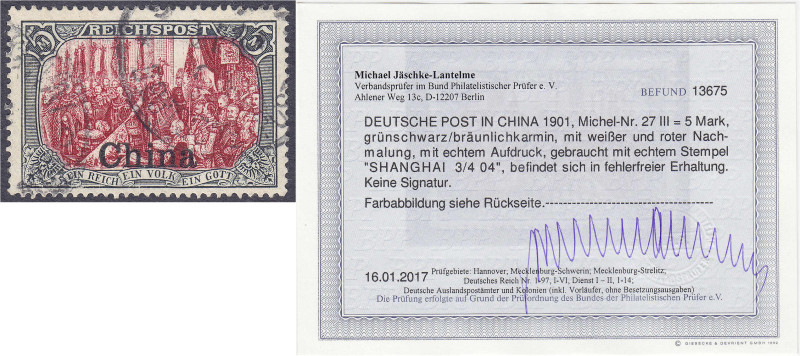 5 REICHSPOST 5
China
EIN REICH EIN VOLK EIN GOTT
Michael Jäschke-Lantelme
Verbandsprüfer im Bund Philatelistischer Prüfer e. V.
Ahlener Weg 13c, D-12207 Berlin
BEFUND 13675
DEUTSCHE POST IN CHINA 1901, Michel-Nr. 27 III = 5 Mark,
grünschwarz/bräunlichkarmin, mit weißer und roter Nach-
malung, mit echtem Aufdruck, gebraucht mit echtem Stempel
"SHANGHAI 3/4 04", befindet sich in fehlerfreier Erhaltung.
Keine Signatur.
Farbabbildung siehe Rückseite.---------------------------------------
16.01.2017
Prüfgebiete: Hannover; Mecklenburg-Schwerin; Mecklenburg-Strelitz;
Deutsches Reich Nr. 1-97, I-VI, Dienst I – II, 1-14;
Deutsche Auslandspostämter und Kolonien (inkl. Vorläufer, ohne Besetzungsausgaben)
Die Prüfung erfolgte auf Grund der Prüfordnung des Bundes der Philatelistischen Prüfer e.V.
© GIESECKE & DEVRIENT GMBH